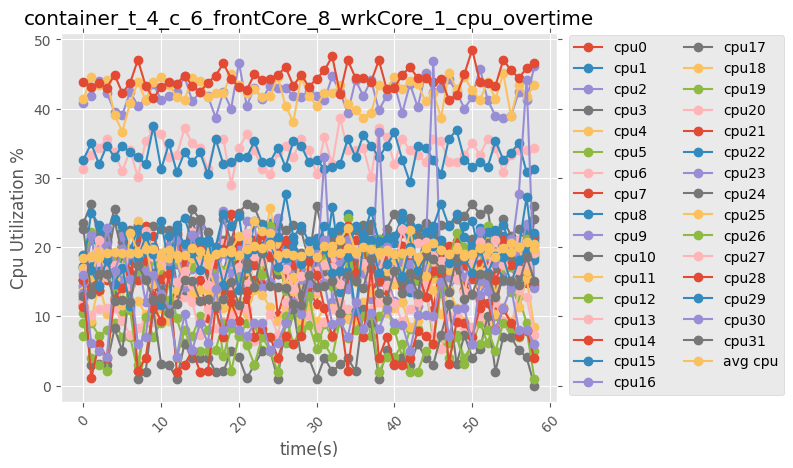 container_t_4_c_6_frontCore_8_wrkCore_1_cpu_overtime
Cpu Utilization %
50
40
30
20
10
0
0
10
20
30
40
50
60
time(s)
cpu0
cpu1
cpu2
cpu3
cpu4
cpu5
cpu6
cpu7
cpu8
cpu9
cpu10
cpu11
cpu12
cpu13
cpu14
cpu15
cpu16
cpu17
cpu18
cpu19
cpu20
cpu21
cpu22
cpu23
cpu24
cpu25
cpu26
cpu27
cpu28
cpu29
cpu30
cpu31
avg cpu